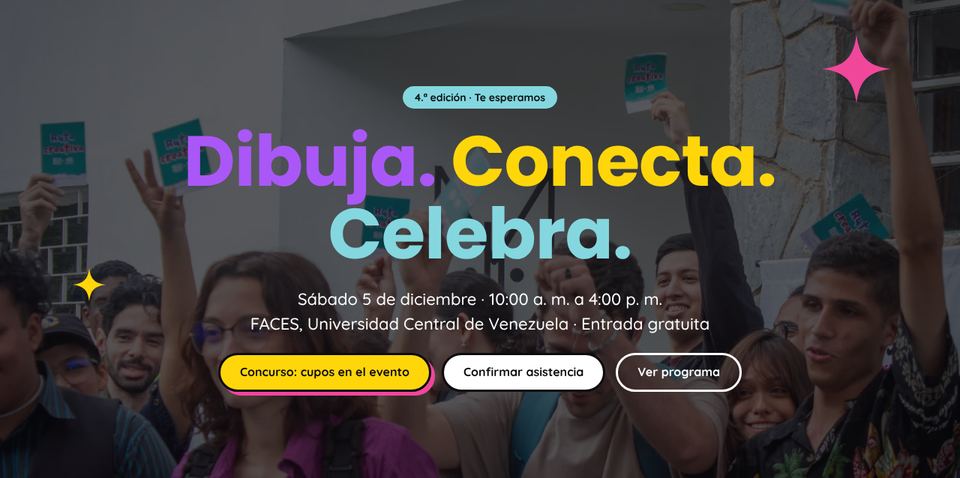 4.ª edición · Te esperamos
Dibuja. Conecta.
Celebra.
Sábado 5 de diciembre · 10:00 a. m. a 4:00 p. m.
FACES, Universidad Central de Venezuela · Entrada gratuita
Concurso: cupos en el evento
Confirmar asistencia
Ver programa